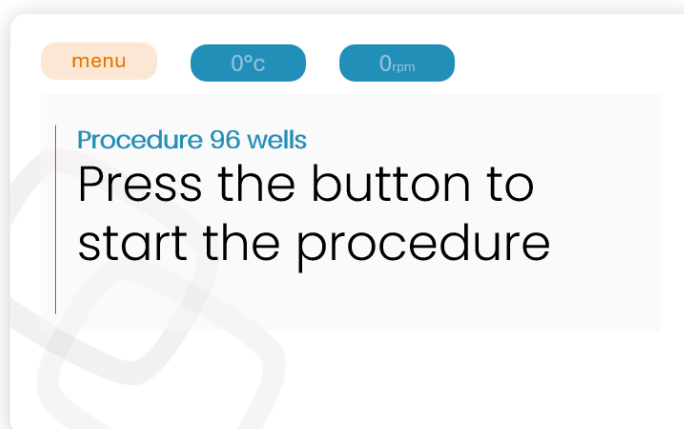 menu 0°c 0rpm
Procedure 96 wells
Press the button to
start the procedure